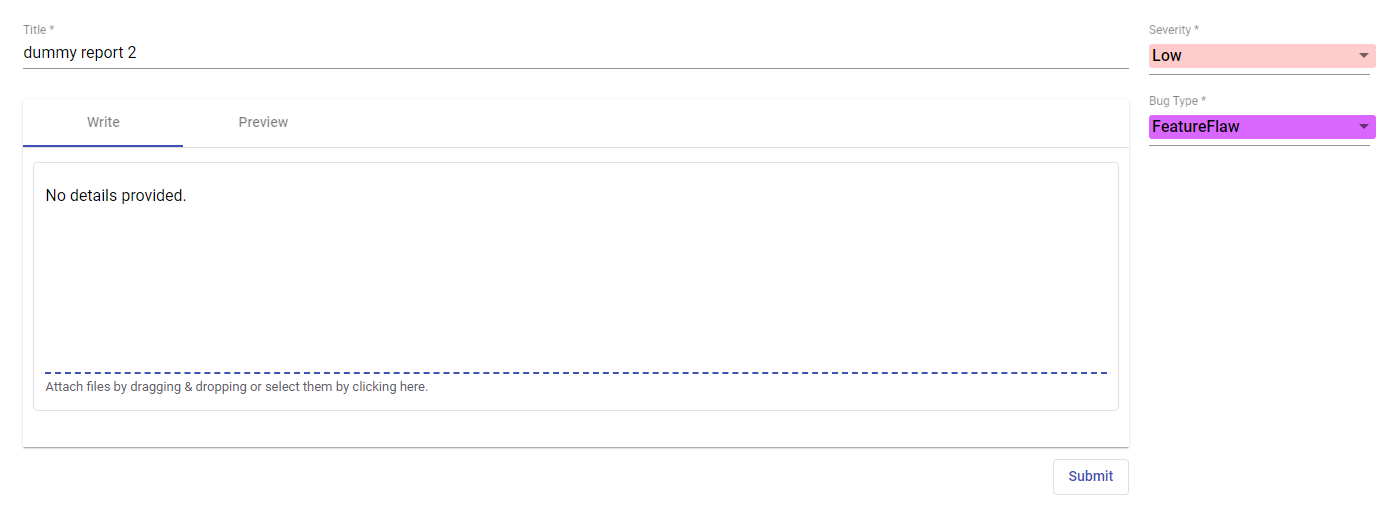 Title *
dummy report 2
Severity *
Low
Bug Type *
FeatureFlaw
Write
Preview
No details provided.
Attach files by dragging & dropping or select them by clicking here.
Submit